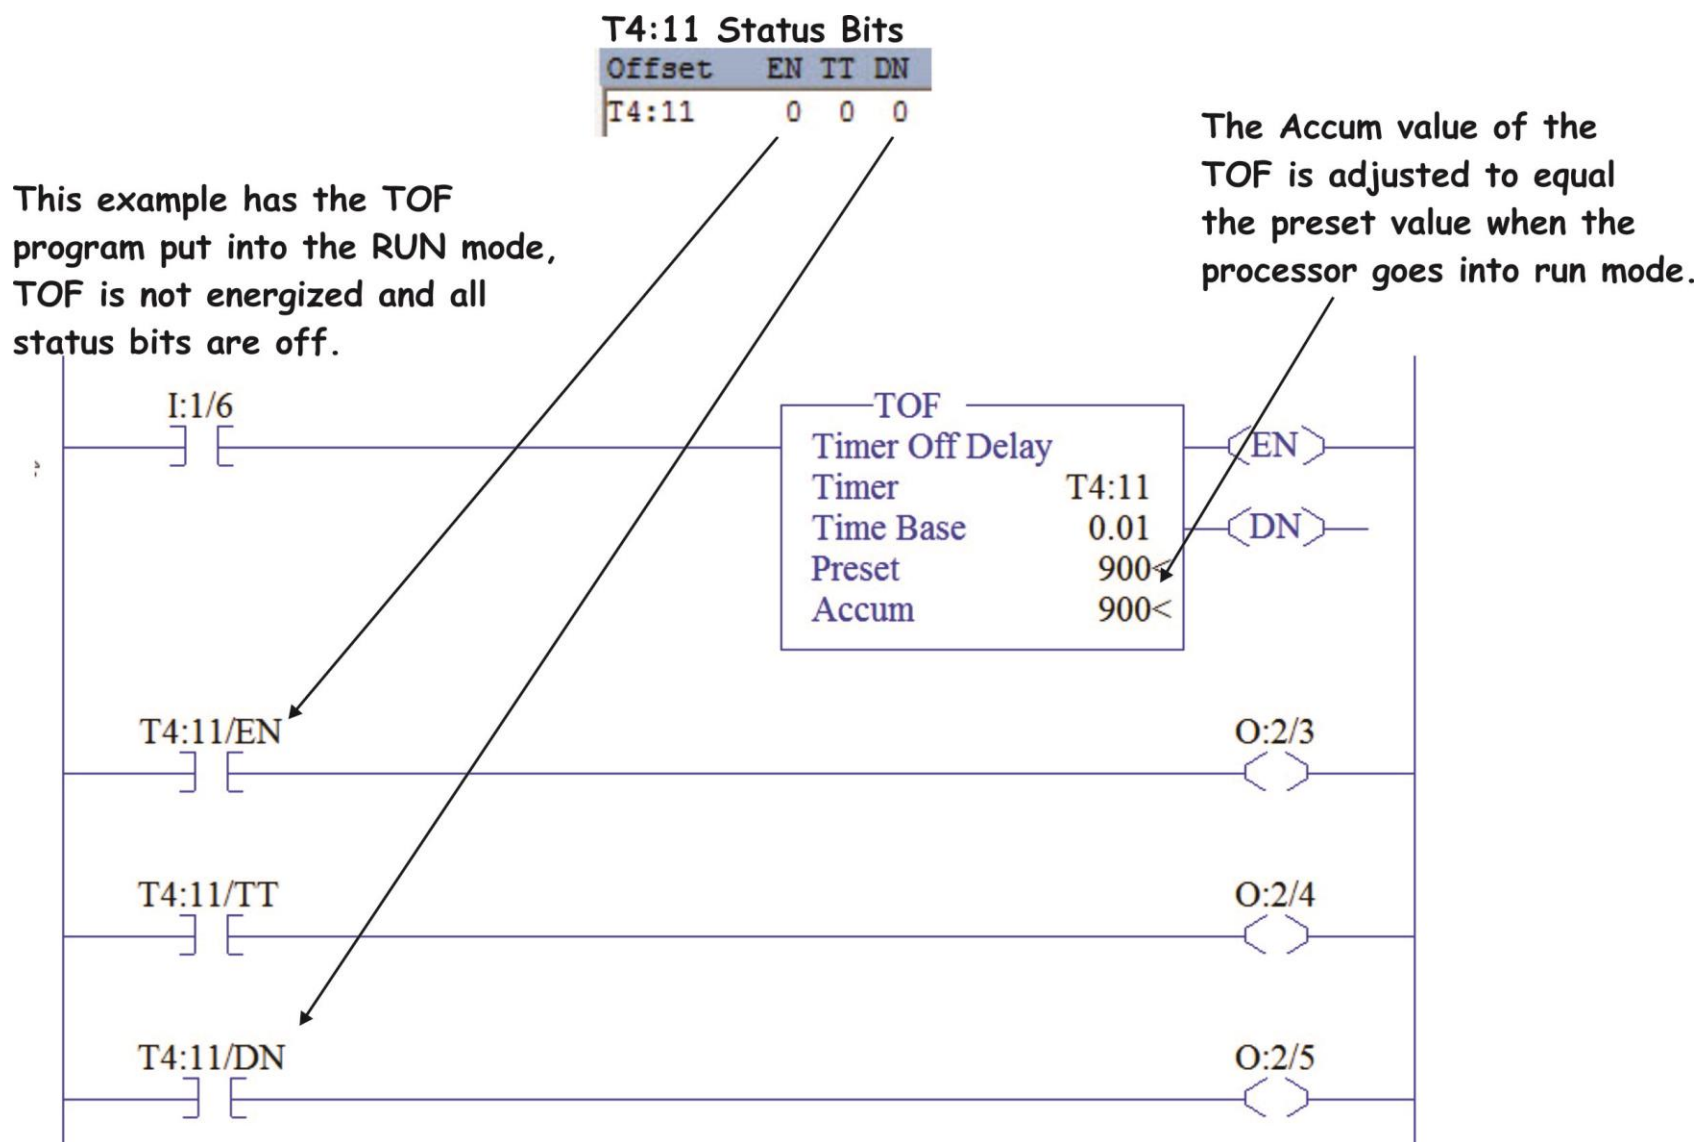 T4:11 Status Bits
Offset EN TT DN
T4:11 0 0 0
The Accum value of the
TOF is adjusted to equal
the preset value when the
processor goes into run mode.
This example has the TOF
program put into the RUN mode,
TOF is not energized and all
status bits are off.
I:1/6
TOF
Timer Off Delay
Timer T4:11
Time Base 0.01
Preset 900<
Accum 900<
EN
DN
T4:11/EN
O:2/3
T4:11/TT
O:2/4
T4:11/DN
O:2/5